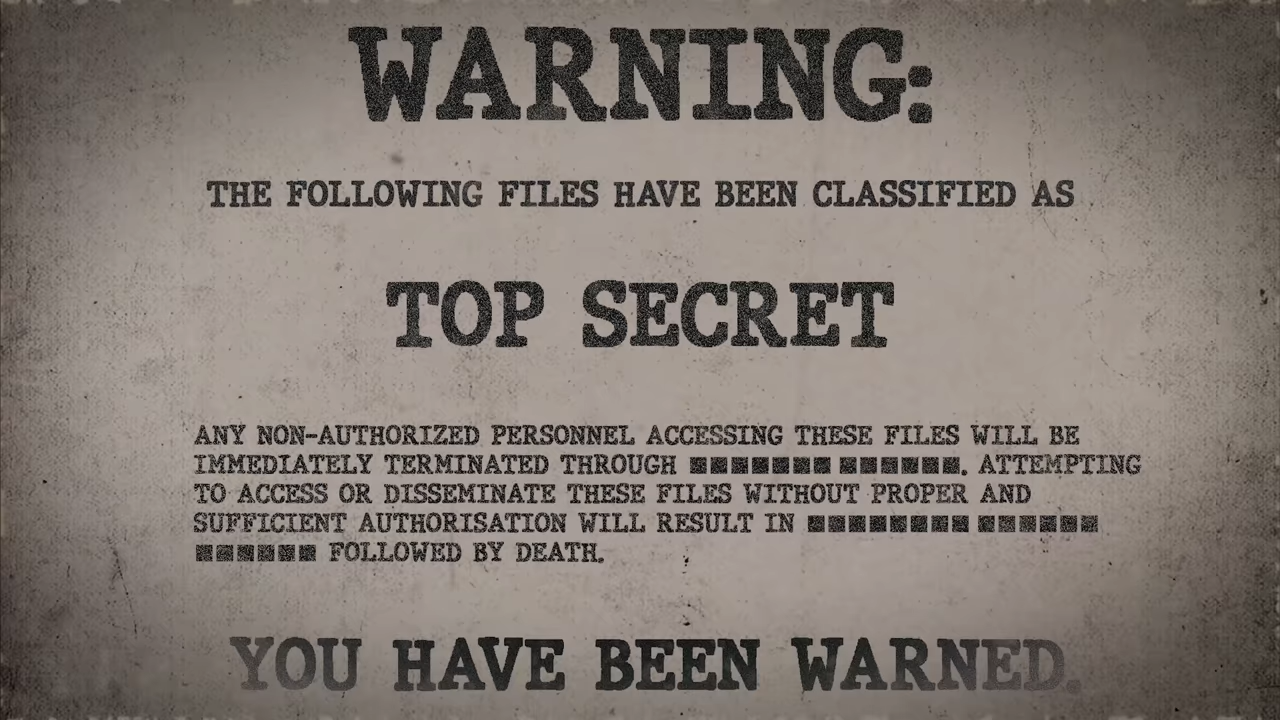 WARNING:
THE FOLLOWING FILES HAVE BEEN CLASSIFIED AS
TOP SECRET
ANY NON-AUTHORIZED PERSONNEL ACCESSING THESE FILES WILL BE
IMMEDIATELY TERMINATED THROUGH ■■■■■■■ ■■■■■■. ATTEMPTING
TO ACCESS OR DISSEMINATE THESE FILES WITHOUT PROPER AND
SUFFICIENT AUTHORISATION WILL RESULT IN ■■■■■■■■ ■■■■■■
■■■■■■ FOLLOWED BY DEATH.
YOU HAVE BEEN WARNED.